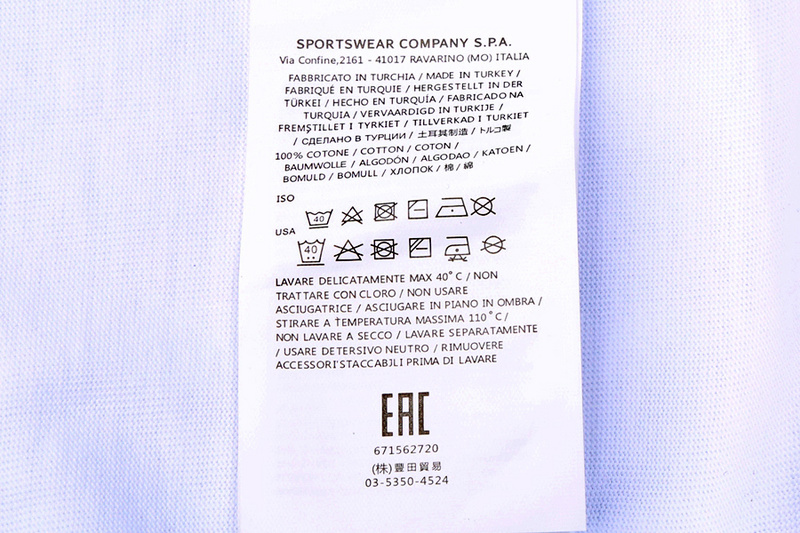 SPORTSWEAR COMPANY S.P.A.
Via Confine,2161 - 41017 RAVARINO (MO) ITALIA
FABBRICATO IN TURCHIA / MADE IN TURKEY /
FABRIQUÉ EN TURQUIE / HERGESTELLT IN DER
TÜRKEI / HECHO EN TURQUÍA / FABRICADO NA
TURQUIA / VERVAARDIGD IN TURKIJE /
FREMSTILLET I TYRKIET / TILLVERKAD I TURKIET
/ СДЕЛАНО В ТУРЦИИ / 土耳其制造 / トルコ製
100% COTONE / COTTON / COTON /
BAUMWOLLE / ALGODÓN / ALGODAO / KATOEN /
BOMULD / BOMULL / ХЛОПОК / 棉 / 綿
ISO
40
USA
40
LAVARE DELICATAMENTE MAX 40°C / NON
TRATTARE CON CLORO / NON USARE
ASCIUGATRICE / ASCIUGARE IN PIANO IN OMBRA /
STIRARE A TEMPERATURA MASSIMA 110°C /
NON LAVARE A SECCO / LAVARE SEPARATAMENTE
/ USARE DETERSIVO NEUTRO / RIMUOVERE
ACCESSORI STACCABILI PRIMA DI LAVARE
EAC
671562720
(株) 豊田貿易
03-5350-4524